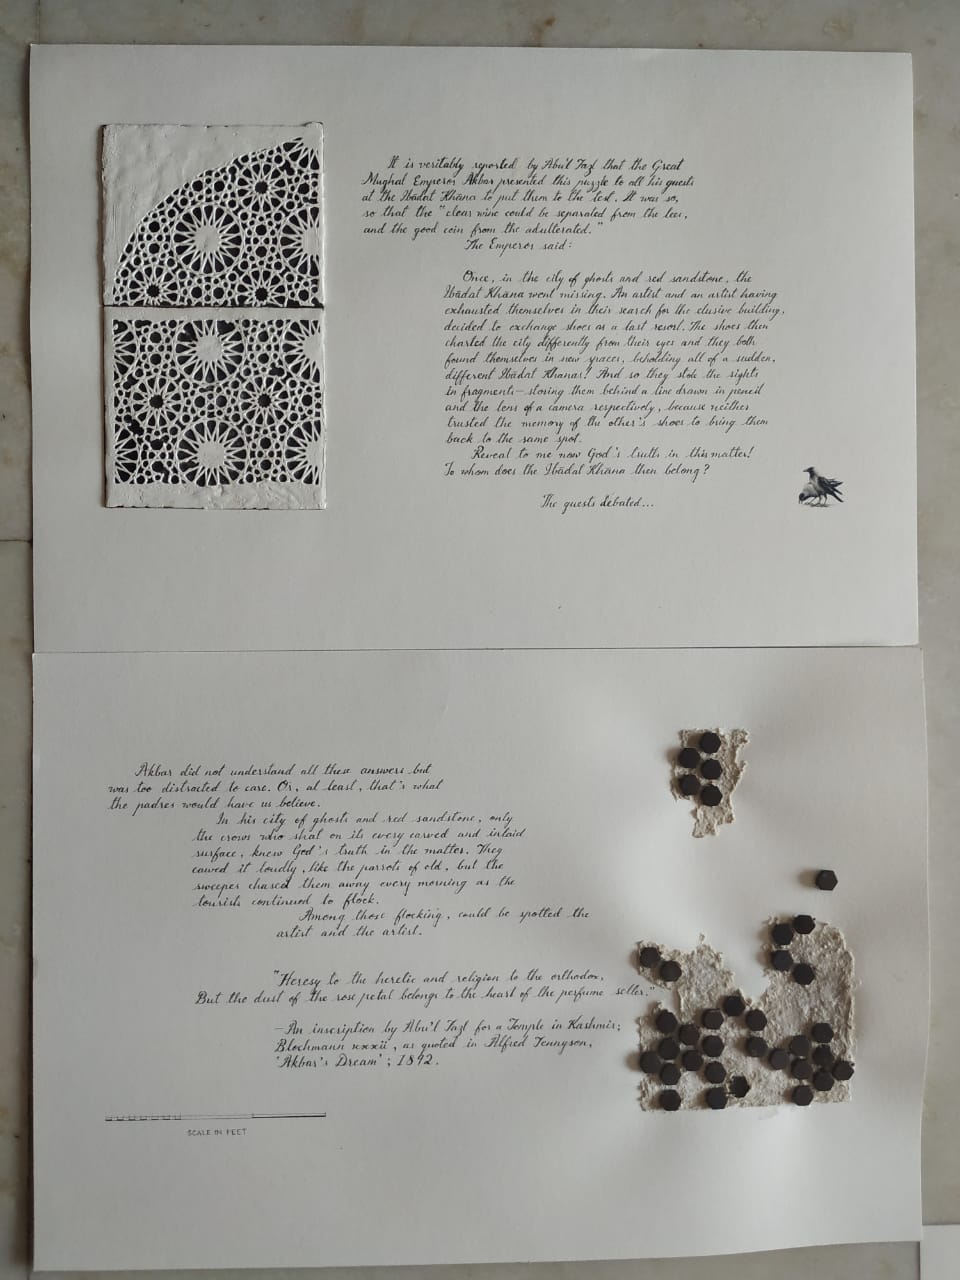 It is veritably reported by Abu'l Fazl that the Great
Mughal Emperor Akbar presented this puzzle to all his guests
at the Ibādat Khāna to put them to the test. It was so,
so that the "clear wine could be separated from the lees,
and the good coin from the adulterated."
The Emperor said:
Once, in the city of ghosts and red sandstone, the
Ibādat Khāna went missing. An artist and an artist having
exhausted themselves in their search for the elusive building,
decided to exchange shoes as a last resort. The shoes then
charted the city differently from their eyes and they both
found themselves in new spaces, beholding all of a sudden,
different Ibādat Khānas! And so they stole the sights
in fragments—storing them behind a line drawn in pencil
and the lens of a camera respectively, because neither
trusted the memory of the other's shoes to bring them
back to the same spot.
Reveal to me now God's truth in this matter!
To whom does the Ibādat Khāna then belong?
The guests debated...
Akbar did not understand all these answers but
was too distracted to care. Or, at least, that's what
the padres would have us believe.
In his city of ghosts and red sandstone, only
the crows who shat on its every carved and inlaid
surface, knew God's truth in the matter. They
cawed it loudly, like the parrots of old, but the
sweeper chased them away every morning as the
tourists continued to flock.
Among those flocking, could be spotted the
artist and the artist.
"Heresy to the heretic and religion to the orthodox,
But the dust of the rose petal belongs to the heart of the perfume seller."
—An inscription by Abu'l Fazl for a Temple in Kashmir;
Blochmann xxxii, as quoted in Alfred Tennyson,
'Akbar's Dream'; 1892.
SCALE IN FEET